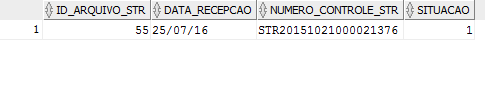 ID_ARQUIVO_STR DATA_RECEPCAO NUMERO_CONTROLE_STR SITUACAO
1 55 25/07/16 STR20151021000021376 1